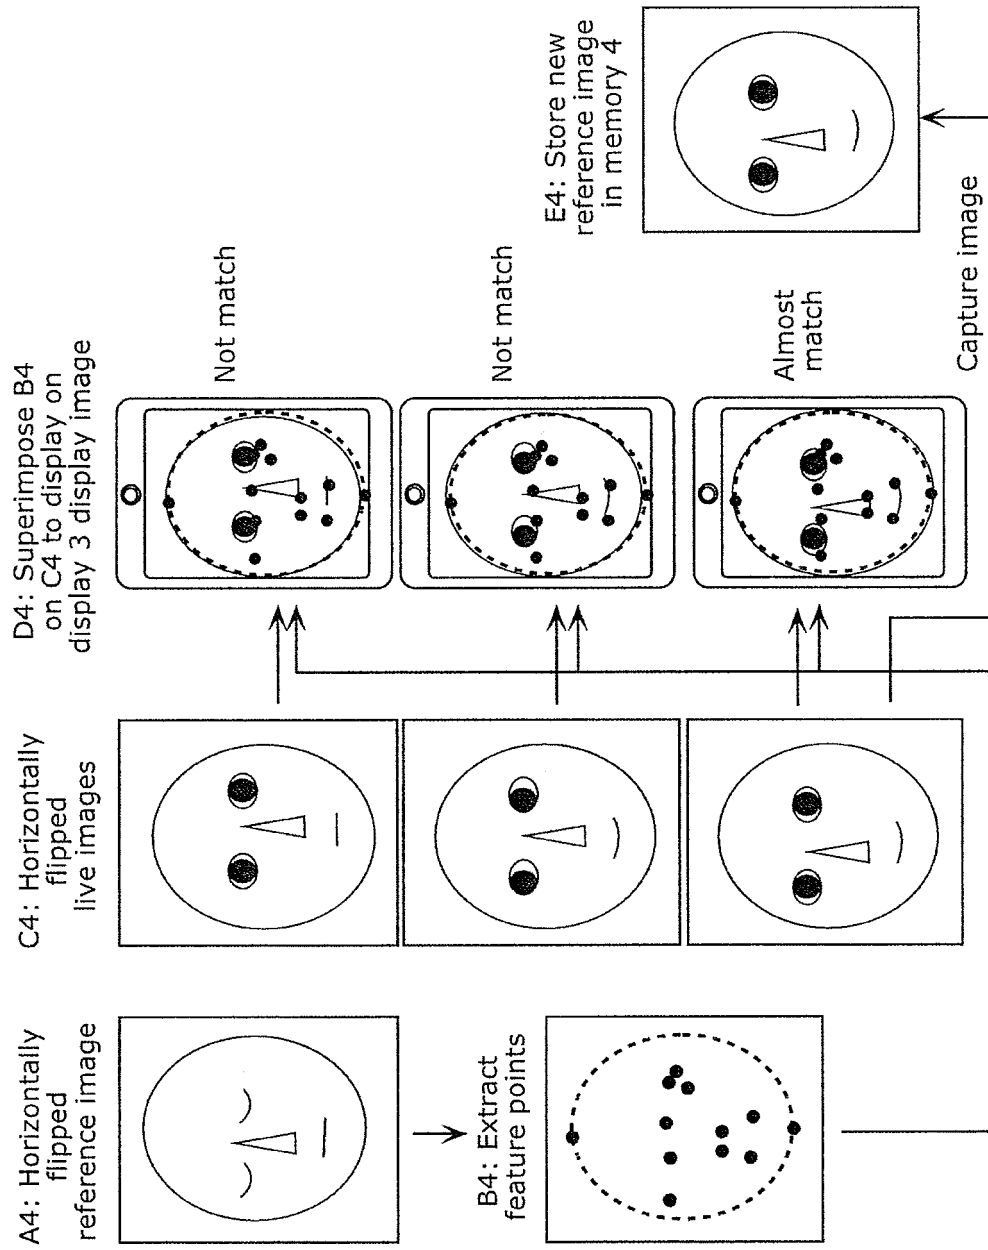 A4: Horizontally
flipped
reference image
B4: Extract
feature points
C4: Horizontally
flipped
live images
D4: Superimpose B4
on C4 to display on
display 3 display image
Not match
Not match
Almost
match
Capture image
E4: Store new
reference image
in memory 4